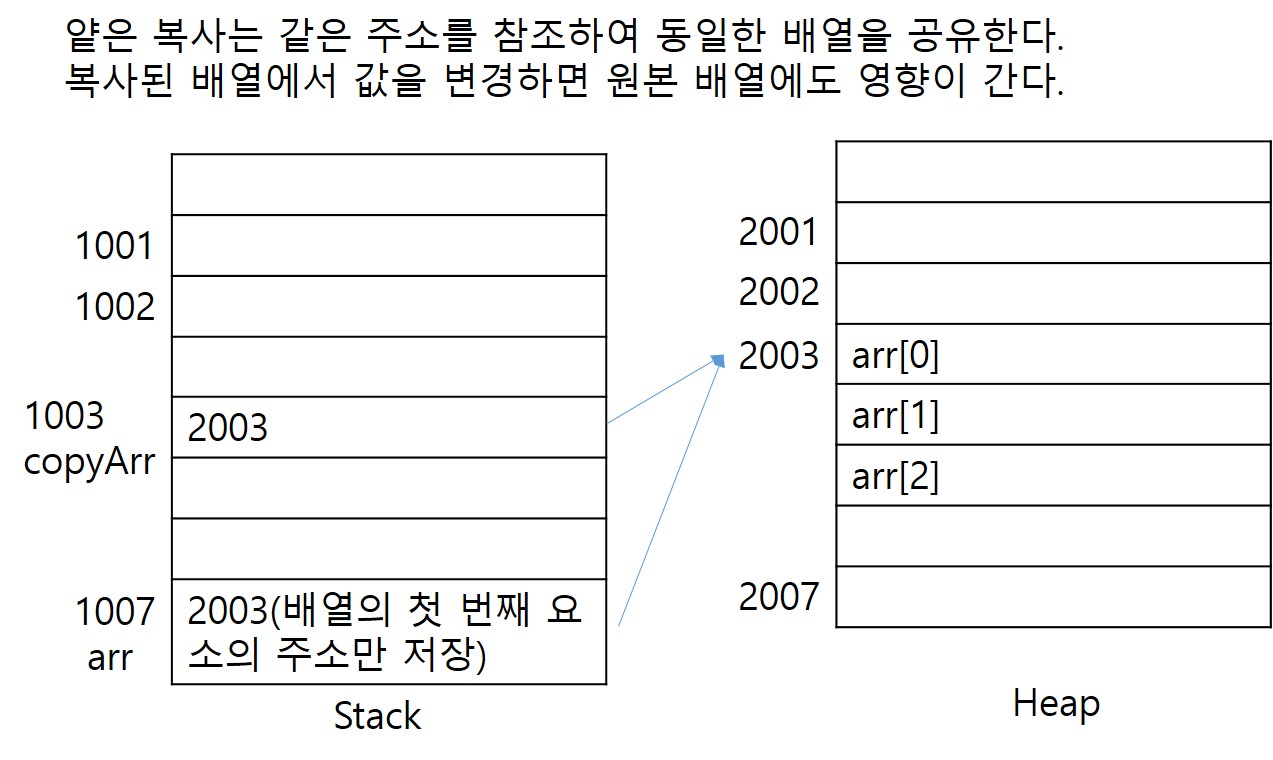 얕은 복사는 같은 주소를 참조하여 동일한 배열을 공유한다.
복사된 배열에서 값을 변경하면 원본 배열에도 영향이 간다.
1001
1002
1003
copyArr
2003
1007
arr
2003(배열의 첫 번째 요
소의 주소만 저장)
Stack
2001
2002
2003
arr[0]
arr[1]
arr[2]
2007
Heap